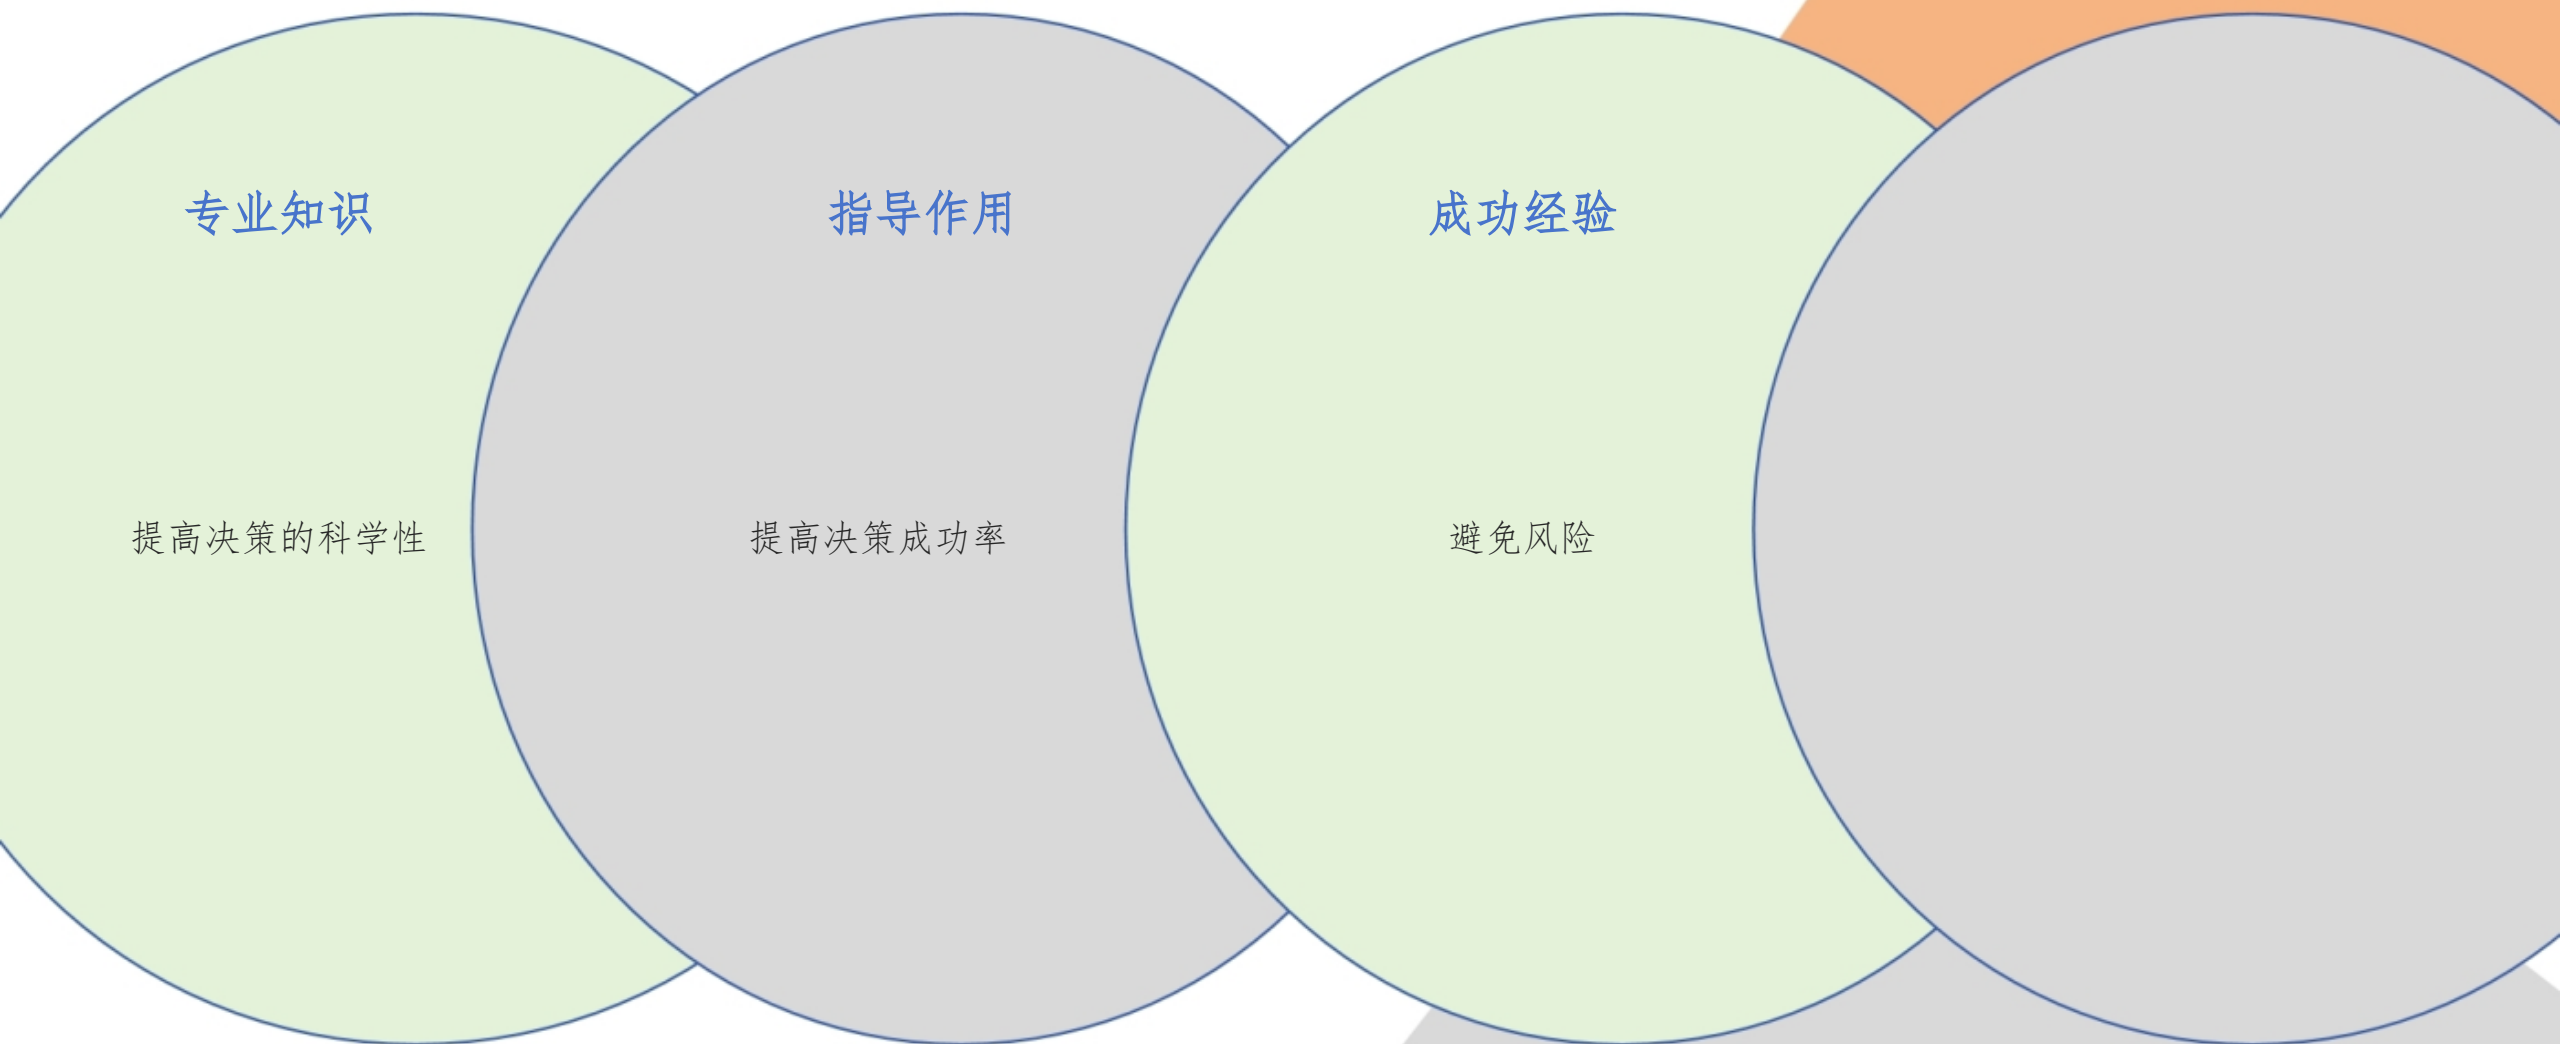 专业知识
提高决策的科学性
指导作用
提高决策成功率
成功经验
避免风险